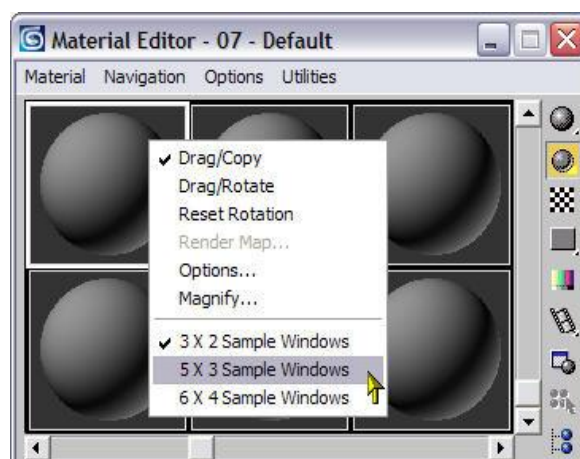 Material Editor - 07 - Default
Material Navigation Options Utilities
Drag/Copy
Drag/Rotate
Reset Rotation
Render Map...
Options...
Magnify...
3 X 2 Sample Windows
5 X 3 Sample Windows
6 X 4 Sample Windows